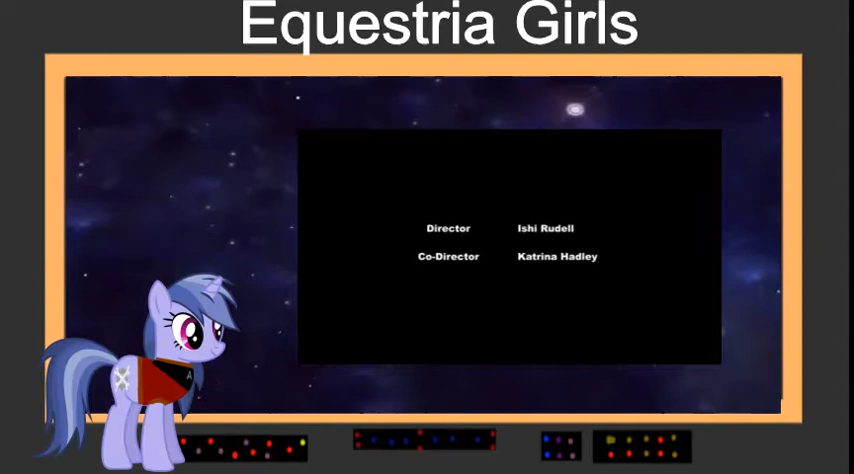 Equestria Girls
Director Ishi Rudell
Co-Director Katrina Hadley
A